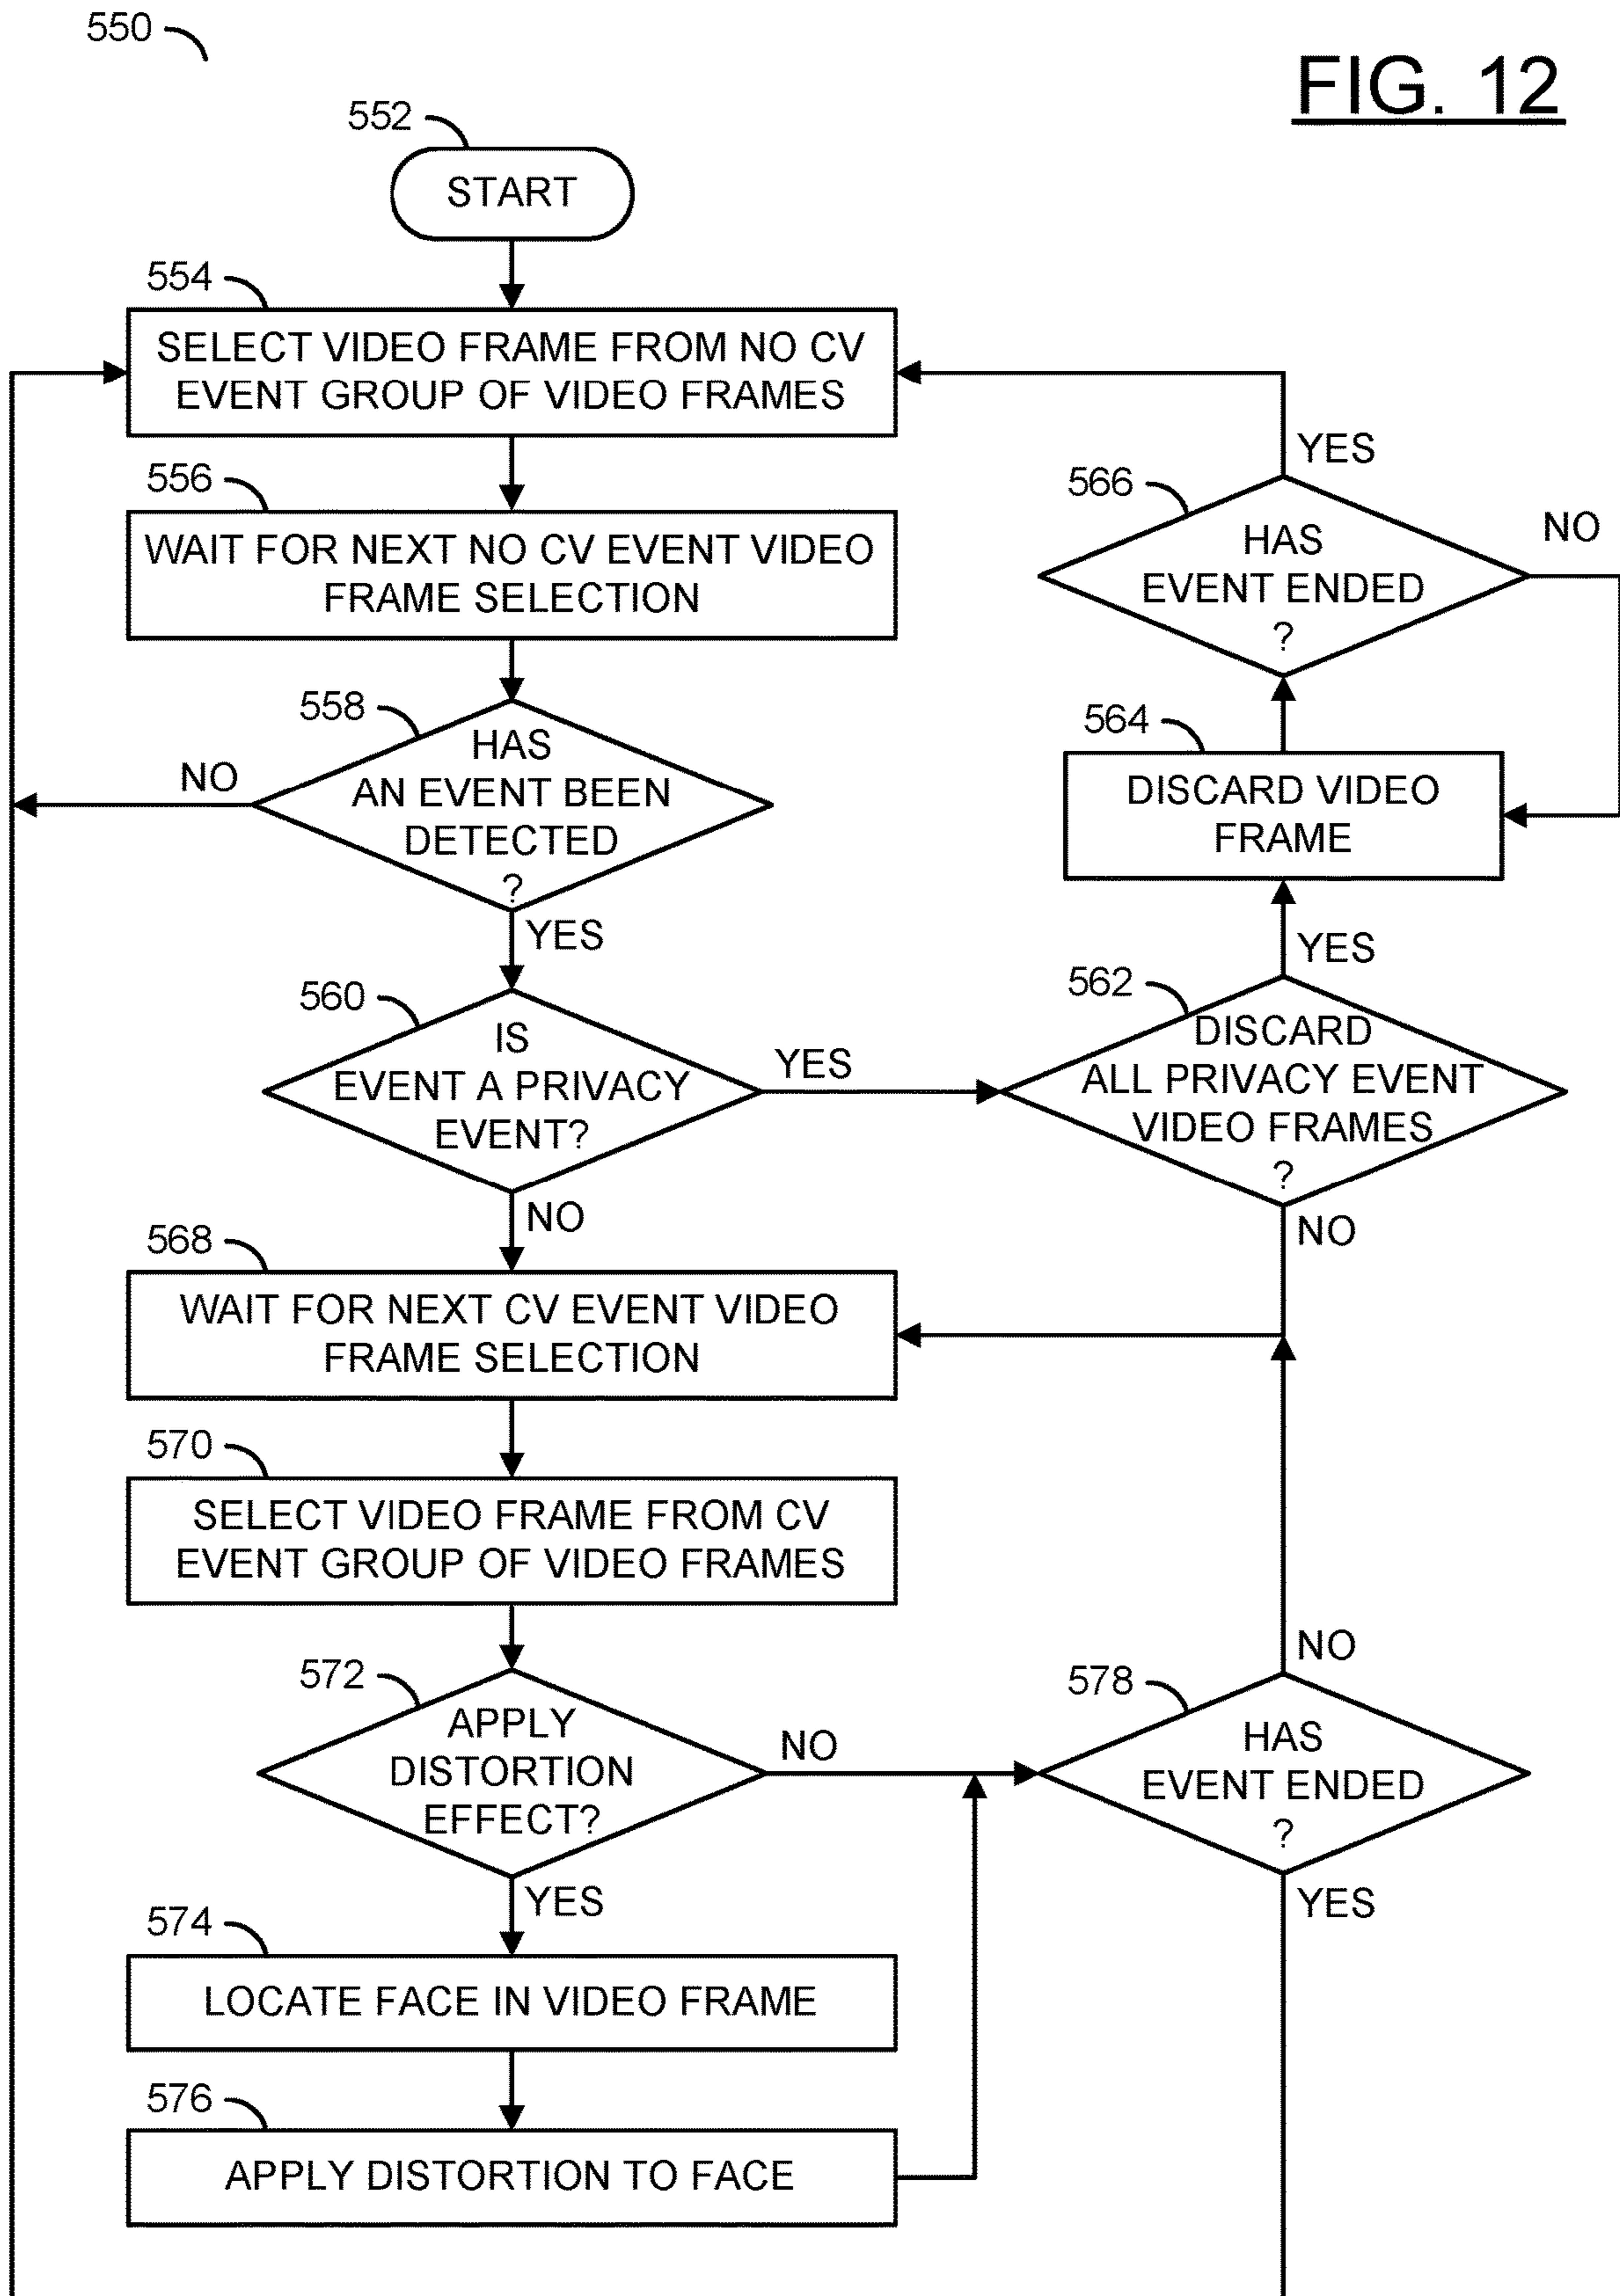 550
FIG. 12
552
START
554
SELECT VIDEO FRAME FROM NO CV
EVENT GROUP OF VIDEO FRAMES
556
WAIT FOR NEXT NO CV EVENT VIDEO
FRAME SELECTION
558
HAS
AN EVENT BEEN
DETECTED
?
NO
YES
560
IS
EVENT A PRIVACY
EVENT?
YES
NO
562
DISCARD
ALL PRIVACY EVENT
VIDEO FRAMES
?
YES
NO
564
DISCARD VIDEO
FRAME
566
HAS
EVENT ENDED
?
YES
NO
568
WAIT FOR NEXT CV EVENT VIDEO
FRAME SELECTION
570
SELECT VIDEO FRAME FROM CV
EVENT GROUP OF VIDEO FRAMES
572
APPLY
DISTORTION
EFFECT?
NO
YES
574
LOCATE FACE IN VIDEO FRAME
576
APPLY DISTORTION TO FACE
578
HAS
EVENT ENDED
?
NO
YES